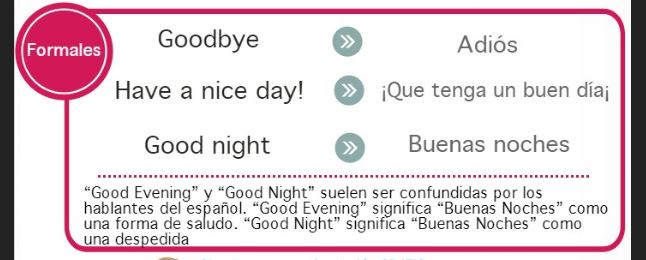 Formales
Goodbye » Adiós
Have a nice day! » ¡Que tenga un buen día¡
Good night » Buenas noches
“Good Evening” y “Good Night” suelen ser confundidas por los
hablantes del español. “Good Evening” significa “Buenas Noches” como
una forma de saludo. “Good Night” significa “Buenas Noches” como
una despedida